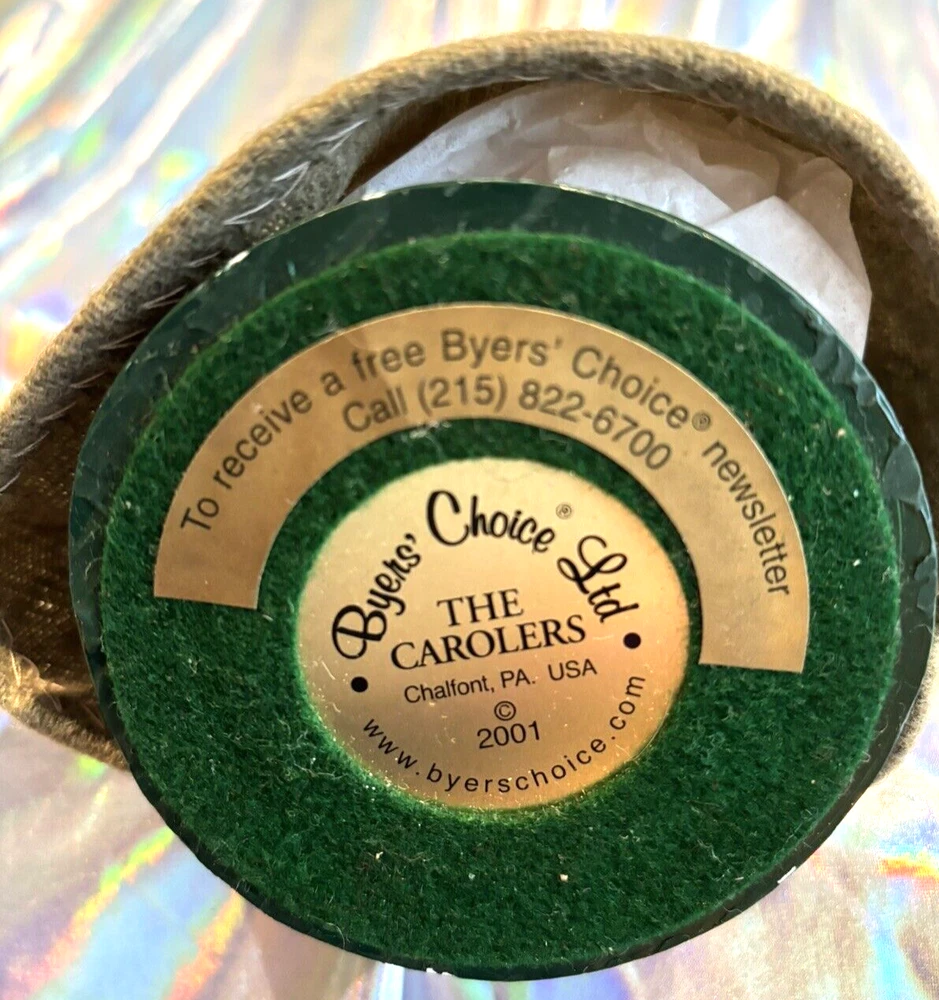 To receive a free Byers' Choice® newsletter
Call (215) 822-6700
Byers' Choice® Ltd
THE
CAROLERS
Chalfont, PA. USA
©
2001
www.byerschoice.com